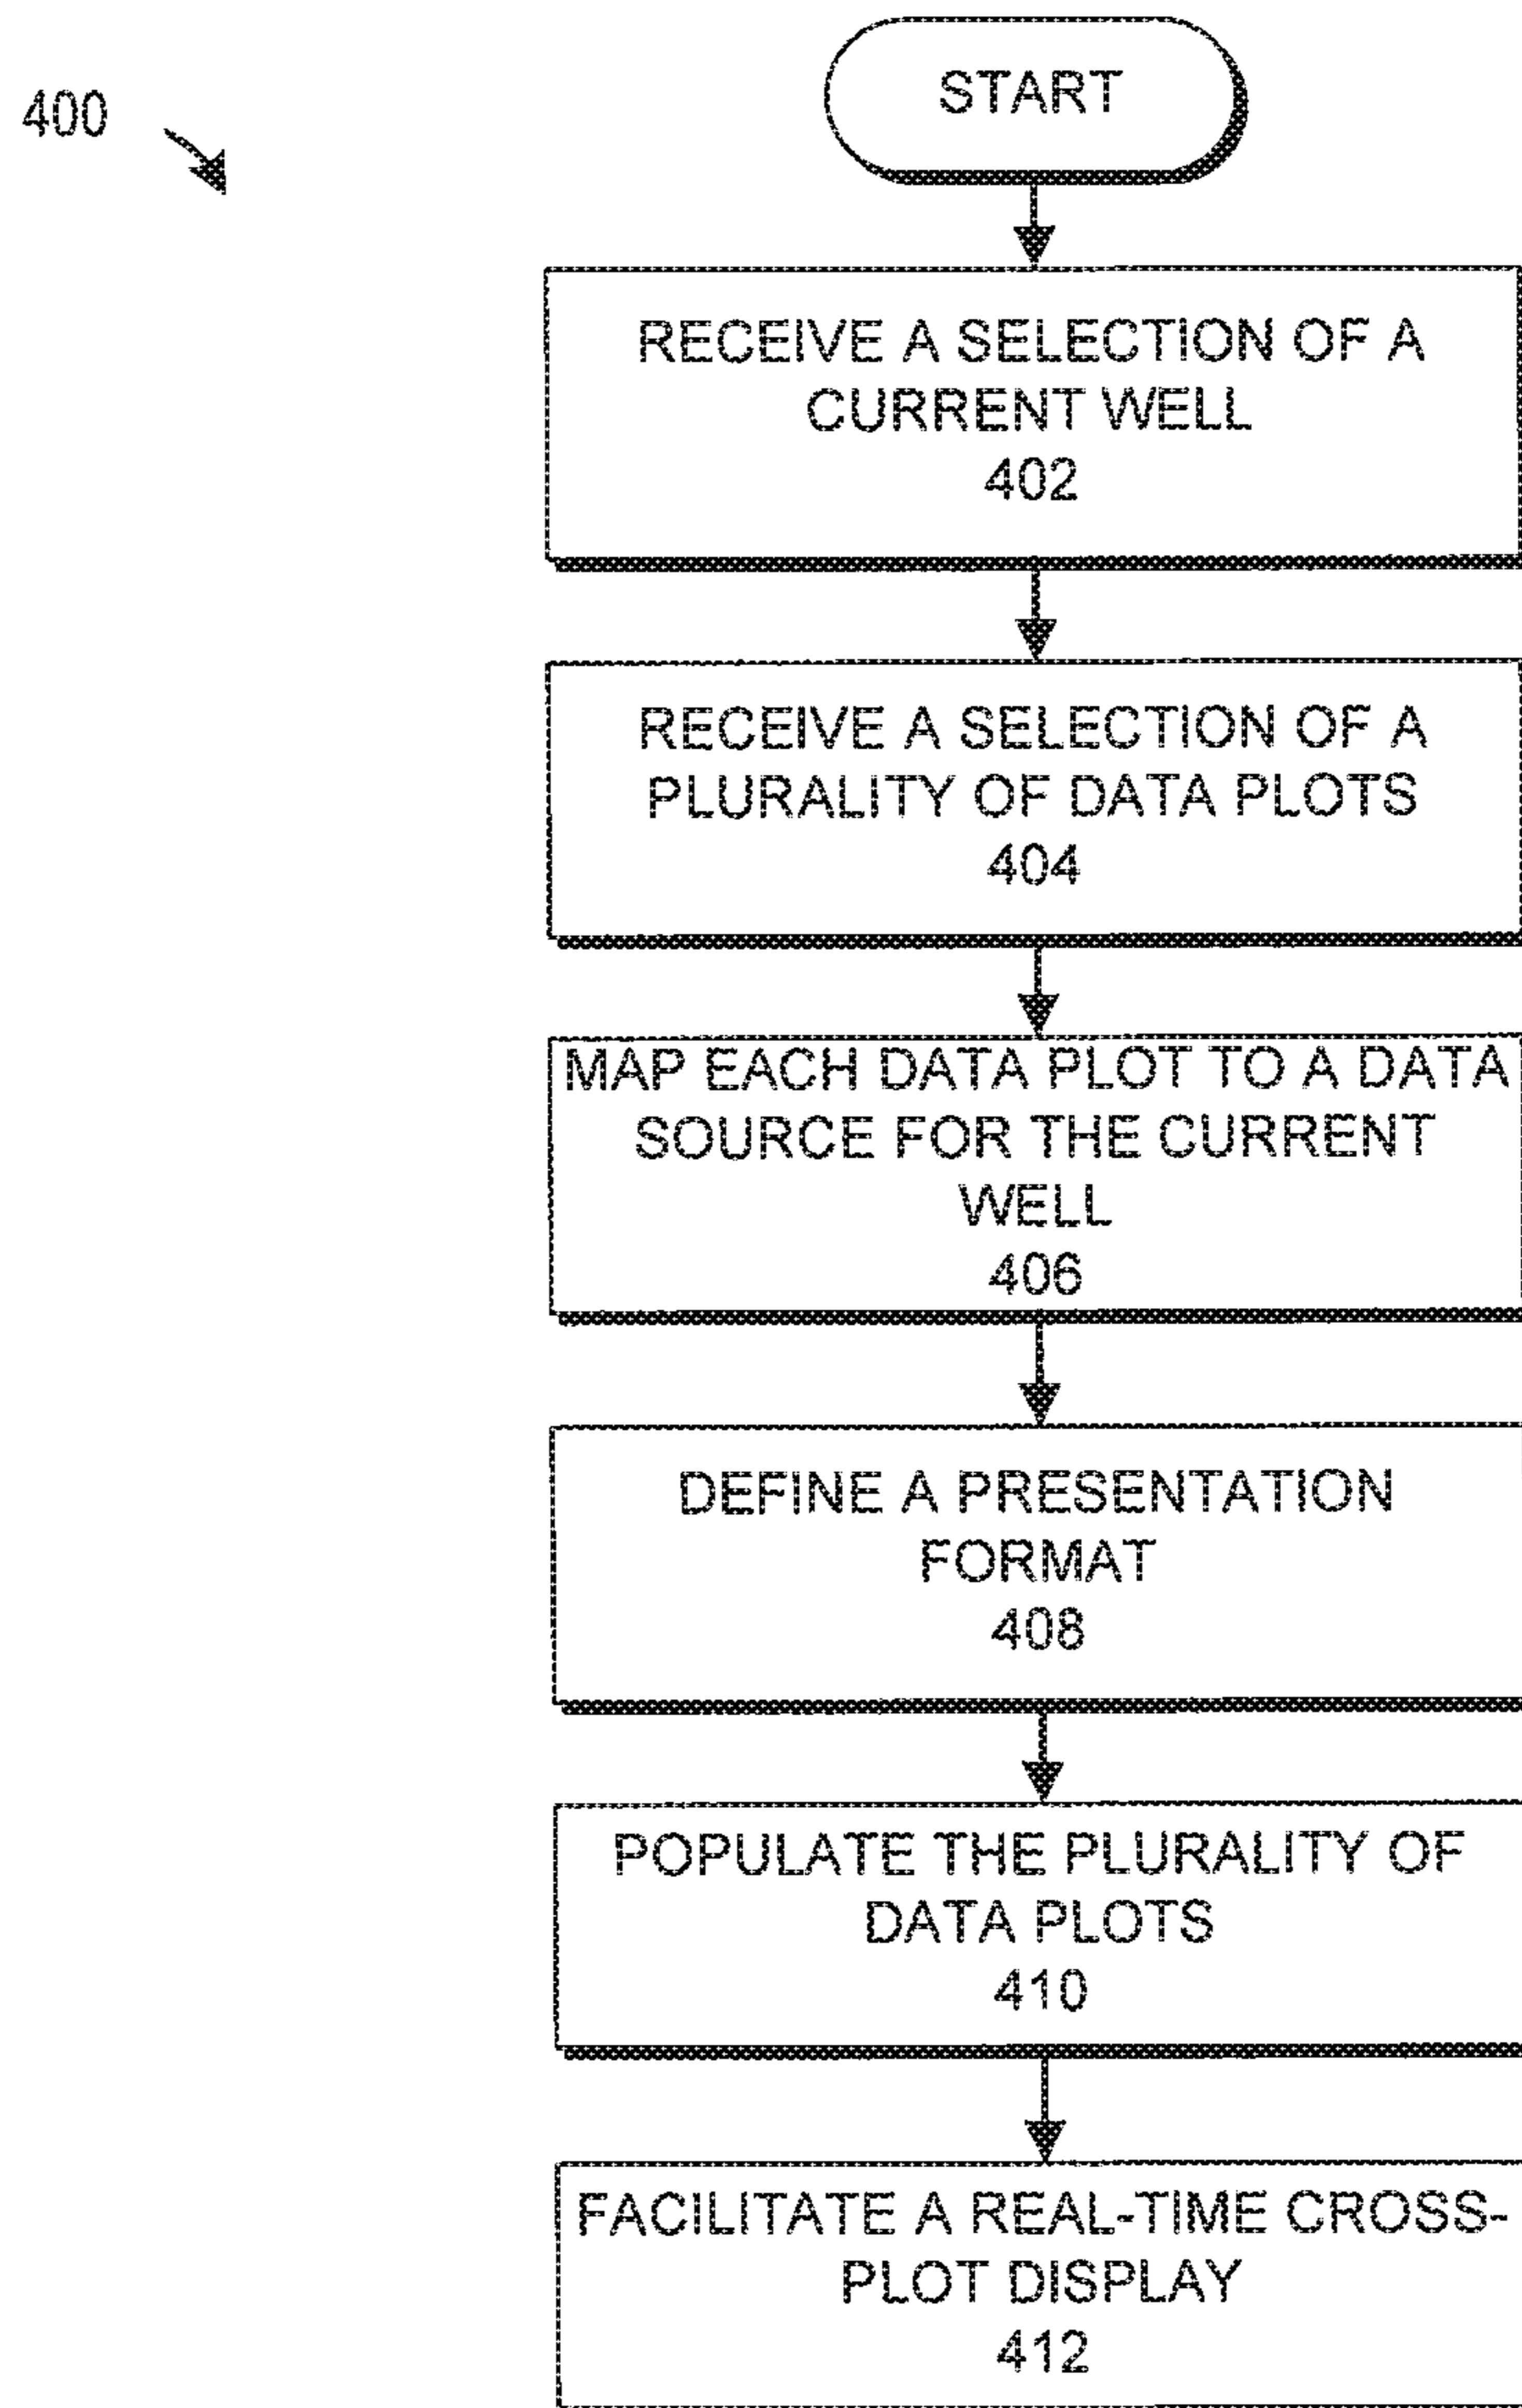 400
START
RECEIVE A SELECTION OF A
CURRENT WELL
402
RECEIVE A SELECTION OF A
PLURALITY OF DATA PLOTS
404
MAP EACH DATA PLOT TO A DATA
SOURCE FOR THE CURRENT
WELL
406
DEFINE A PRESENTATION
FORMAT
408
POPULATE THE PLURALITY OF
DATA PLOTS
410
FACILITATE A REAL-TIME CROSS-
PLOT DISPLAY
412